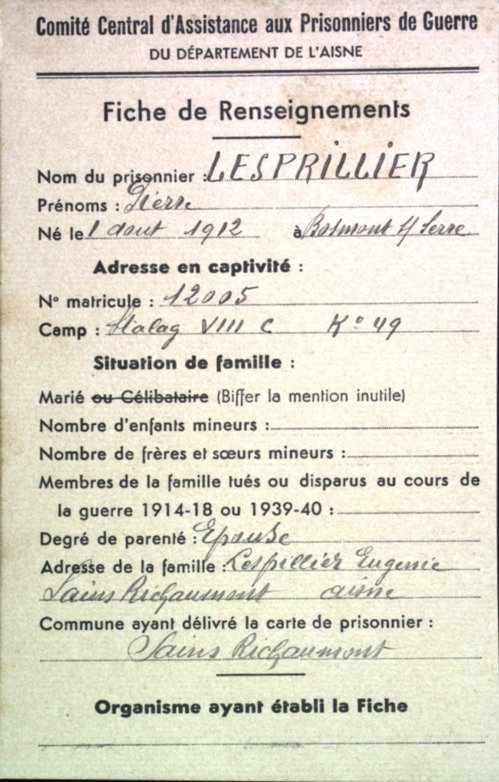 Comité Central d'Assistance aux Prisonniers de Guerre
DU DÉPARTEMENT DE L'AISNE
Fiche de Renseignements
Nom du prisonnier : LESPRILLIER
Prénoms : Pierre
Né le 1 aout 1912 à Bosmont S/ Serre
Adresse en captivité :
N° matricule : 12005
Camp : Stalag VIII C K° 49
Situation de famille :
Marié ou Célibataire (Biffer la mention inutile)
Nombre d'enfants mineurs :
Nombre de frères et sœurs mineurs :
Membres de la famille tués ou disparus au cours de
la guerre 1914-18 ou 1939-40 :
Degré de parenté : Epouse
Adresse de la famille : Lespillier Eugenie
Sains Richaumont aisne
Commune ayant délivré la carte de prisonnier :
Sains Richaumont
Organisme ayant établi la Fiche